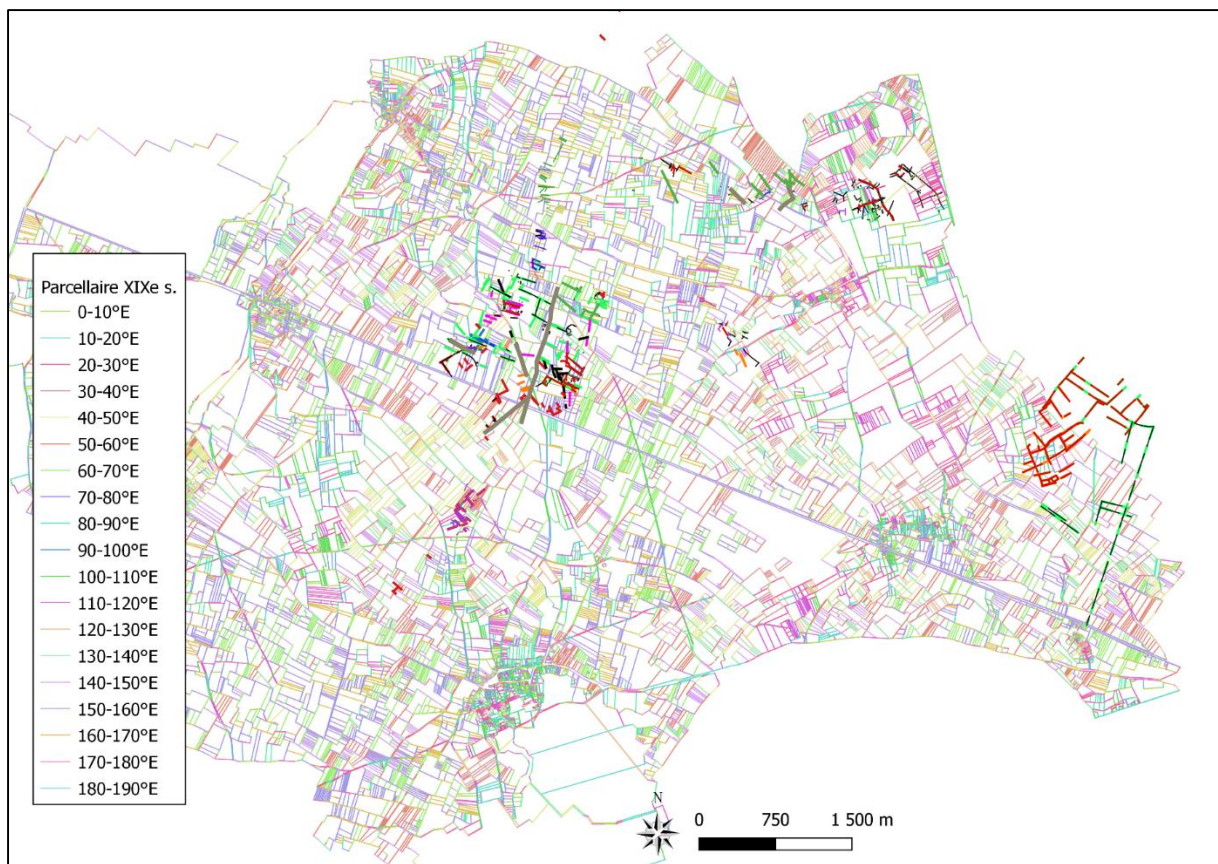 Parcellaire XIXe s.
0-10°E
10-20°E
20-30°E
30-40°E
40-50°E
50-60°E
60-70°E
70-80°E
80-90°E
90-100°E
100-110°E
110-120°E
120-130°E
130-140°E
140-150°E
150-160°E
160-170°E
170-180°E
180-190°E
N
0 750 1 500 m